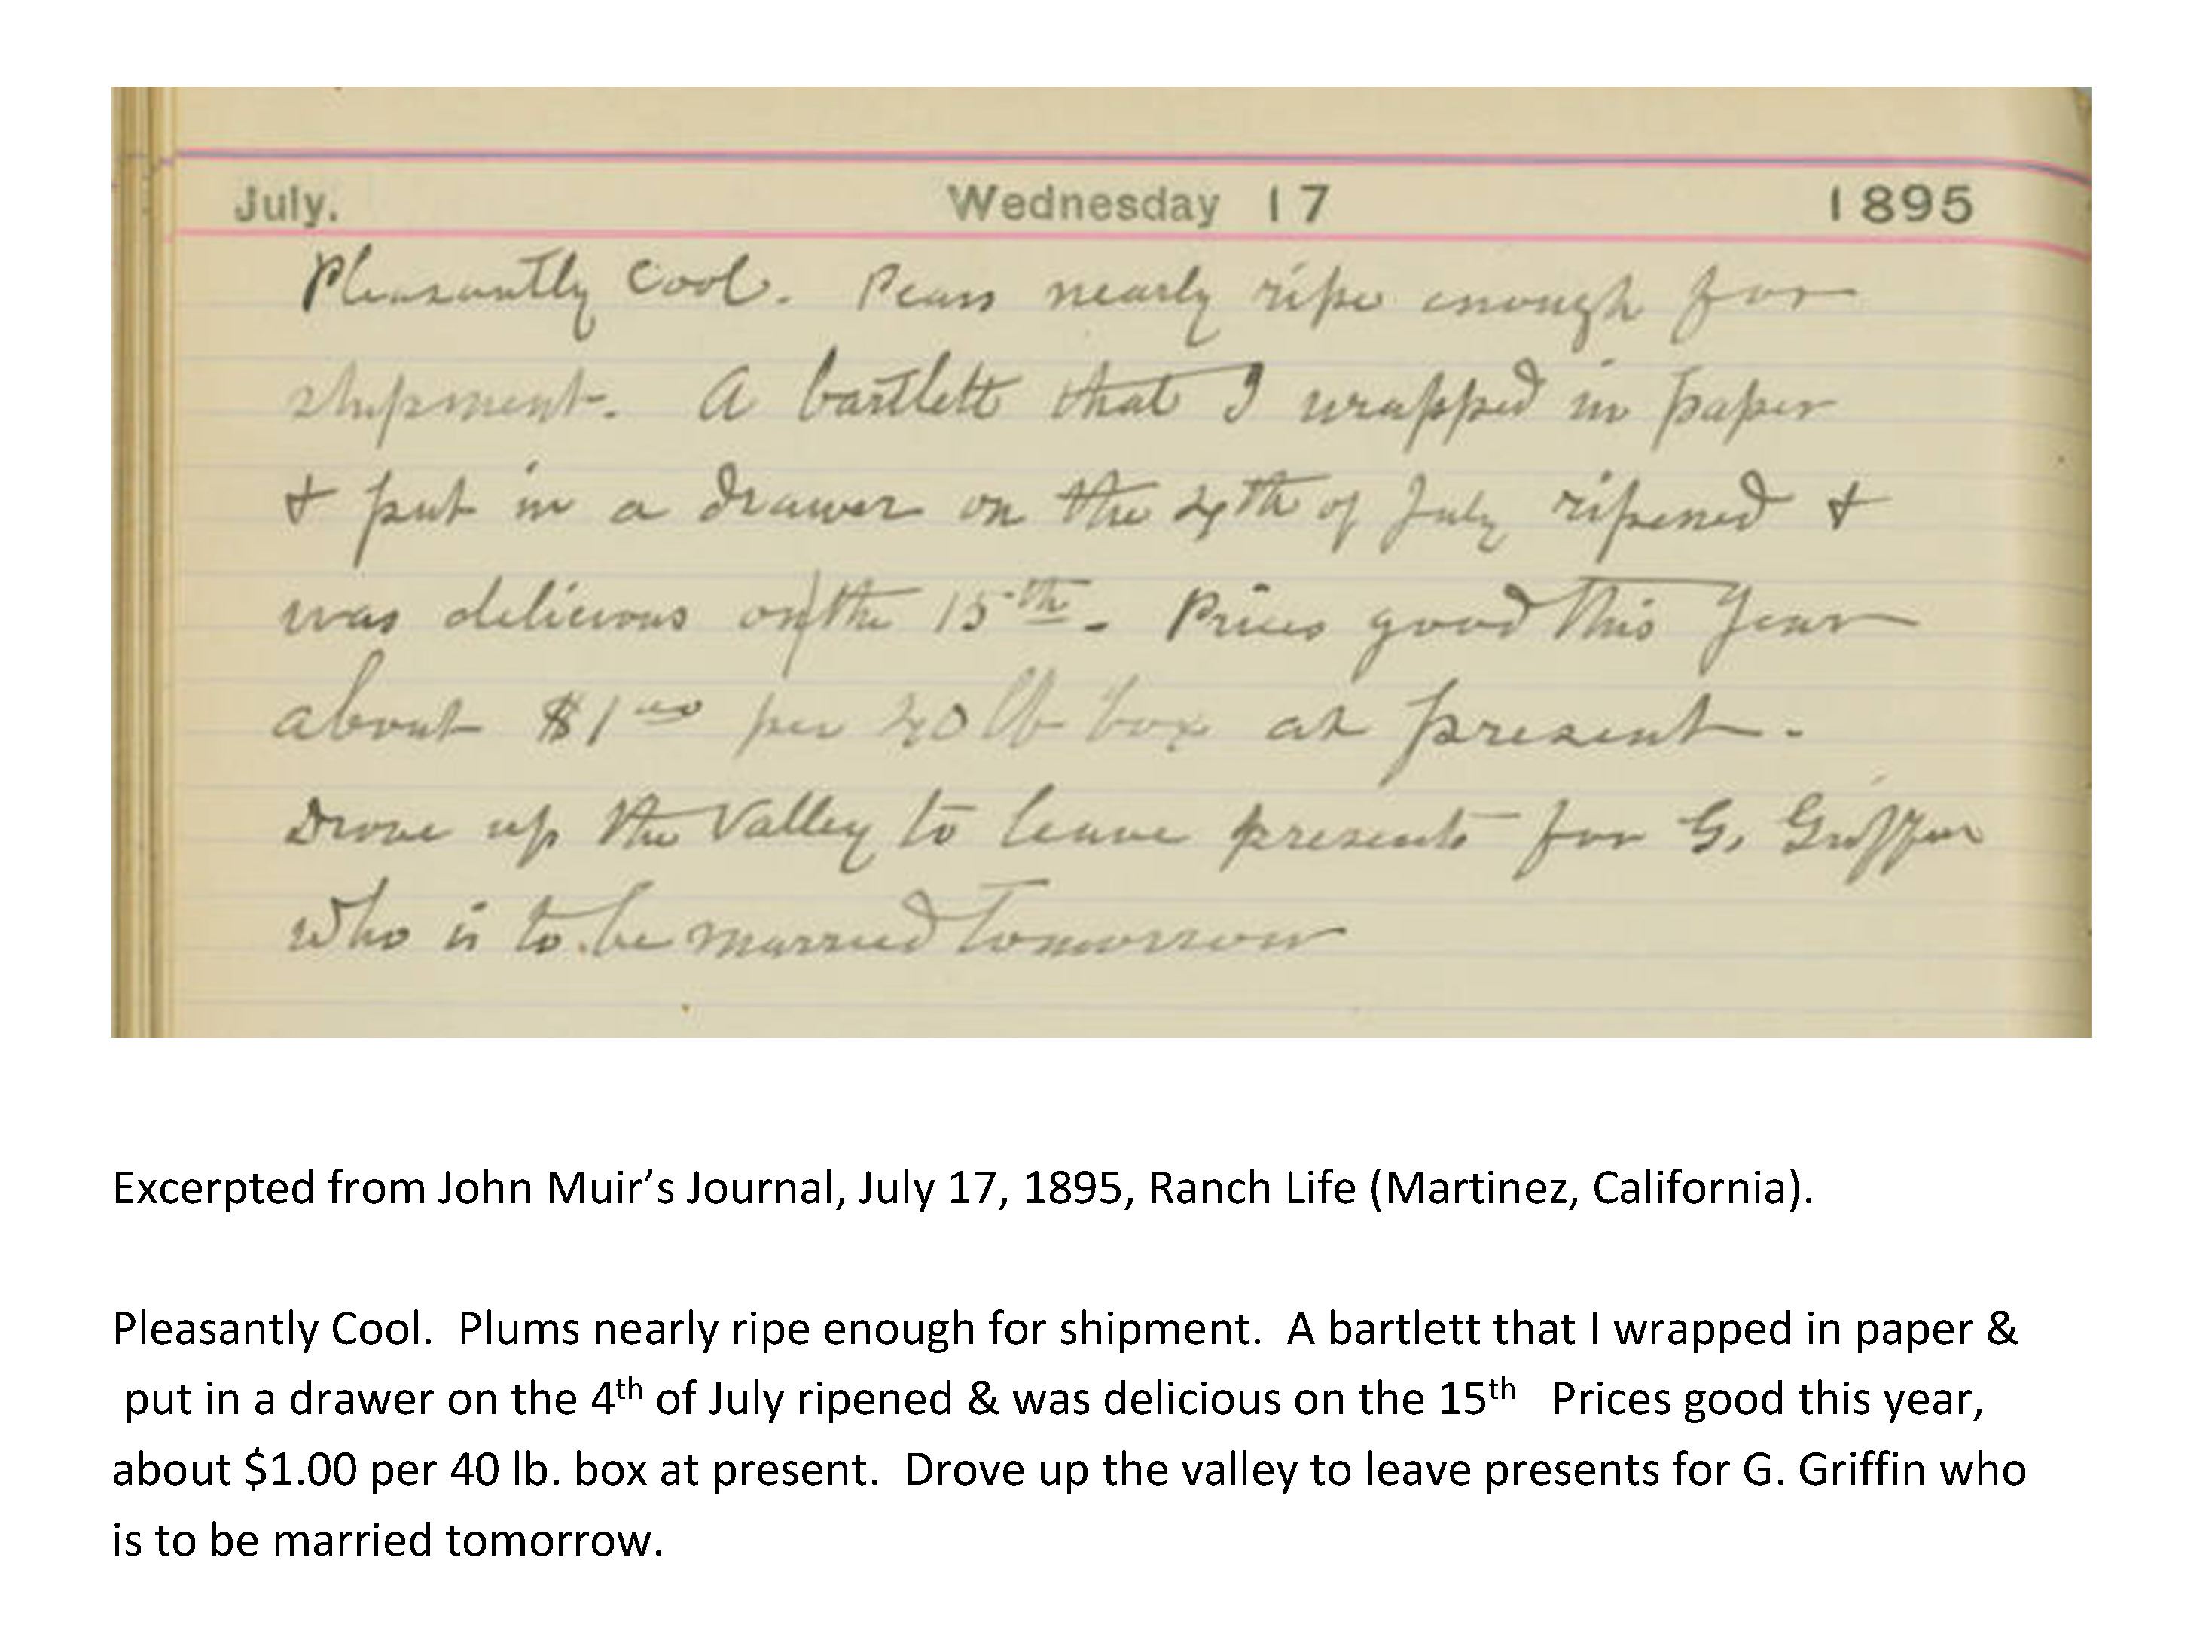 July. Wednesday 17 1895
Pleasantly Cool. Pears nearly ripe enough for
shipment. A bartlett that I wrapped in paper
& put in a drawer on the 4th of July ripened &
was delicious on the 15th. Prices good this year
about $1.00 per 40 lb box at present.
Drove up the Valley to leave presents for G. Griffin
who is to be married tomorrow
Excerpted from John Muir’s Journal, July 17, 1895, Ranch Life (Martinez, California).
Pleasantly Cool. Plums nearly ripe enough for shipment. A bartlett that I wrapped in paper &
put in a drawer on the 4th of July ripened & was delicious on the 15th Prices good this year,
about $1.00 per 40 lb. box at present. Drove up the valley to leave presents for G. Griffin who
is to be married tomorrow.